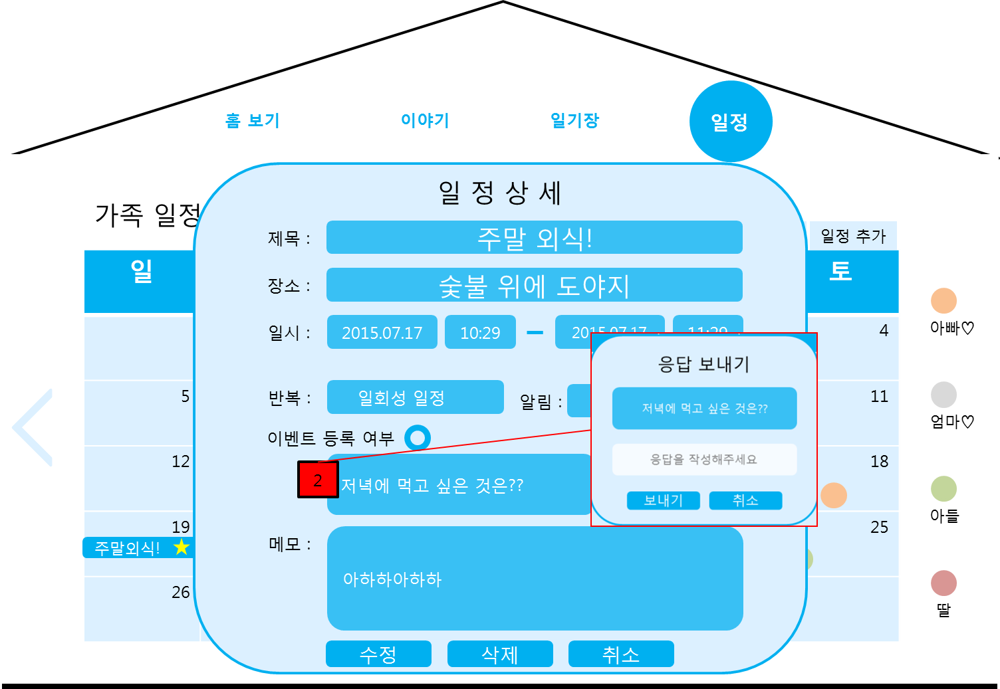 홈 보기
이야기
일기장
일정
일 정 상 세
가족 일정
제목 :
주말 외식!
일정 추가
일
토
장소 :
숯불 위에 도야지
일시 :
2015.07.17
10:29
2015.07.17
11:29
4
아빠♡
응답 보내기
반복 :
일회성 일정
알림 :
5
11
저녁에 먹고 싶은 것은??
엄마♡
이벤트 등록 여부
12
18
응답을 작성해주세요
2
저녁에 먹고 싶은 것은??
보내기
취소
아들
19
25
주말외식!
메모 :
아하하아하하
26
딸
수정
삭제
취소